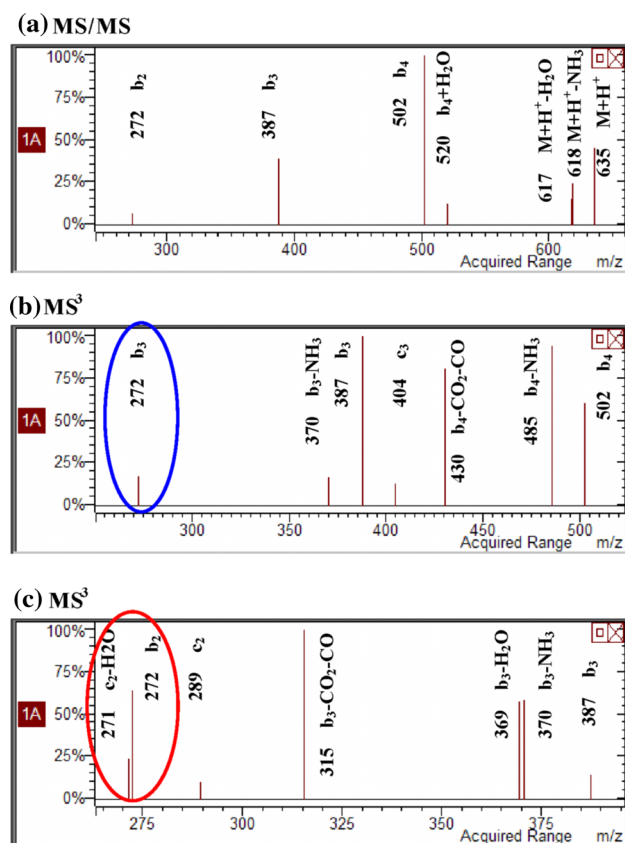 (a) MS/MS
100%
75%
50%
25%
0%
1A
272 b2
387 b3
502 b4
520 b4+H2O
617 M+H+-H2O
618 M+H+-NH3
635 M+H+
300 400 500 600
Acquired Range m/z
(b) MS3
100%
75%
50%
25%
0%
1A
272 b3
370 b3-NH3
387 b3
404 c3
430 b4-CO2-CO
485 b4-NH3
502 b4
200 300 350 400 450 500
Acquired Range m/z
(c) MS3
100%
75%
50%
25%
0%
1A
271 c2-H2O
272 b2
289 c2
315 b3-CO2-CO
369 b3-H2O
370 b3-NH3
387 b3
275 300 325 350 375
Acquired Range m/z